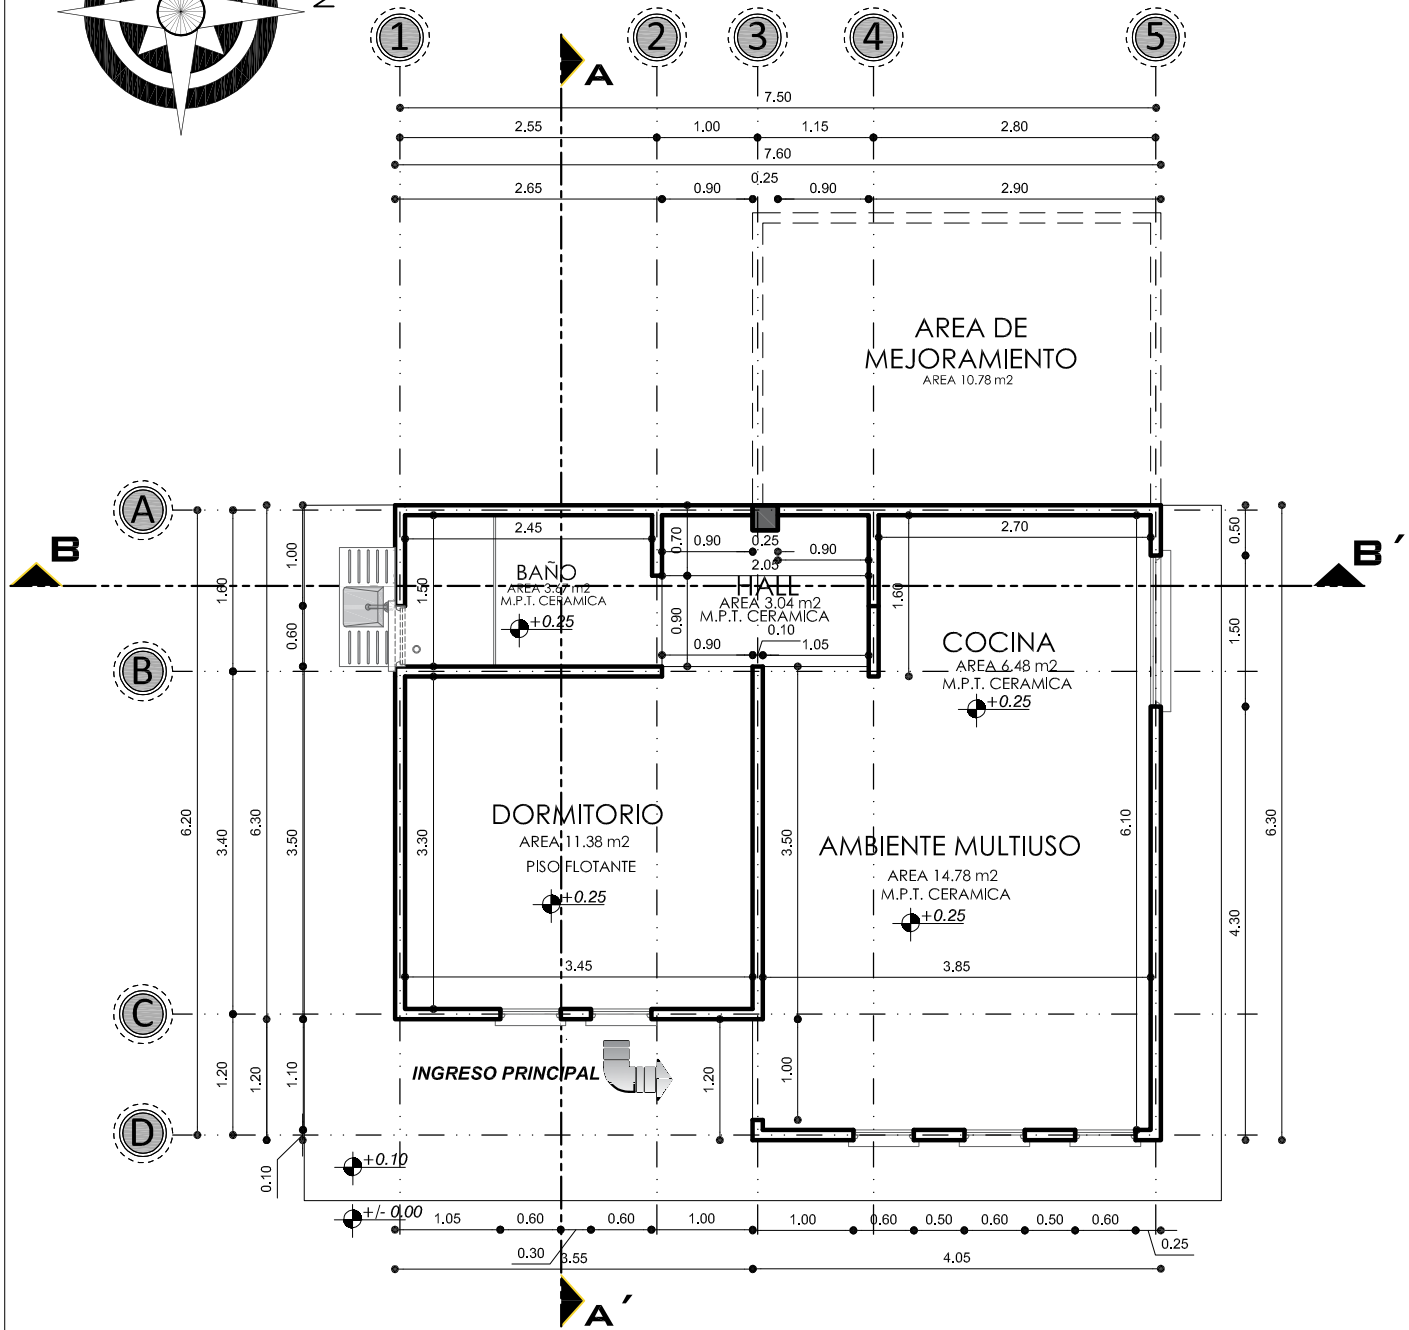 Z
1
2
3
4
5
A
7.50
2.55
1.00
1.15
2.80
7.60
0.25
2.65
0.90
0.90
2.90
AREA DE
MEJORAMIENTO
AREA 10.78 m2
A
B
B ´
2.45
0.70
0.90
0.25
0.90
2.70
0.50
1.00
1.60
1.50
2.05
BAÑO
AREA 3.67 m2
M.P.T. CERAMICA
+0.25
HALL
AREA 3.04 m2
M.P.T. CERAMICA
1.60
0.90
0.60
0.10
0.90
1.05
1.50
COCINA
AREA 6.48 m2
M.P.T. CERAMICA
+0.25
B
6.20
3.40
6.30
3.50
3.30
DORMITORIO
AREA 11.38 m2
PISO FLOTANTE
+0.25
3.50
AMBIENTE MULTIUSO
AREA 14.78 m2
M.P.T. CERAMICA
+0.25
6.10
6.30
4.30
3.45
3.85
C
INGRESO PRINCIPAL
1.20
1.20
1.10
1.20
1.00
D
0.10
+0.10
+/- 0.00
1.05
0.60
0.60
1.00
1.00
0.60
0.50
0.60
0.50
0.60
0.30
3.55
4.05
0.25
A ´